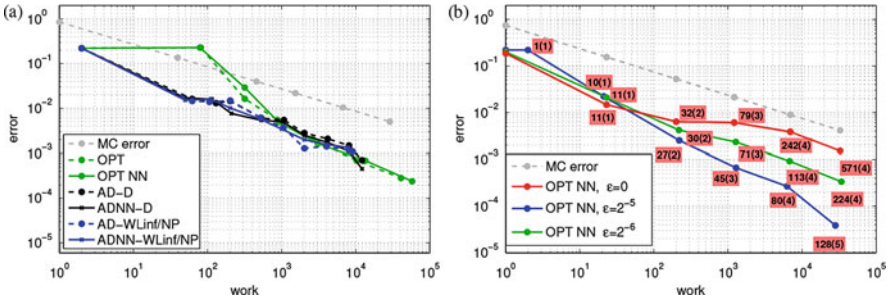 (a)
10^0
10^-1
10^-2
10^-3
10^-4
10^-5
error
MC error
OPT
OPT NN
AD-D
ADNN-D
AD-WLinf/NP
ADNN-WLinf/NP
10^0
10^1
10^2
10^3
10^4
10^5
work
(b)
10^0
10^-1
10^-2
10^-3
10^-4
10^-5
error
1(1)
10(1)
11(1)
11(1)
32(2)
79(3)
242(4)
571(4)
30(2)
27(2)
71(3)
45(3)
113(4)
80(4)
224(4)
128(5)
MC error
OPT NN, ε=0
OPT NN, ε=2^-5
OPT NN, ε=2^-6
10^0
10^1
10^2
10^3
10^4
10^5
work